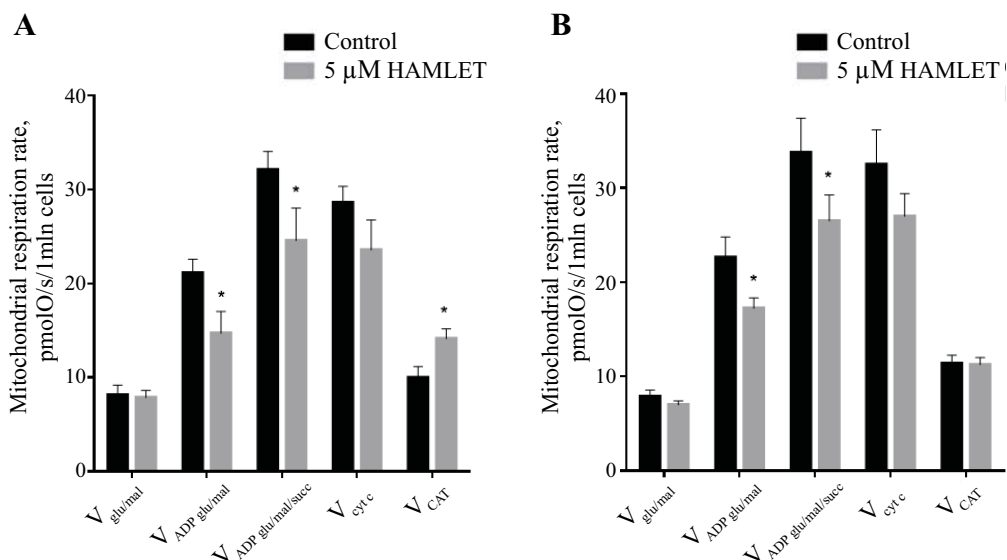 A
Control
5 µM HAMLET
Mitochondrial respiration rate,
pmolO/s/1mln cells
40
30
20
10
0
*
*
*
V glu/mal
V ADP glu/mal
V ADP glu/mal/succ
V cyt c
V CAT
B
Control
5 µM HAMLET
Mitochondrial respiration rate,
pmolO/s/1mln cells
40
30
20
10
0
*
*
V glu/mal
V ADP glu/mal
V ADP glu/mal/succ
V cyt c
V CAT